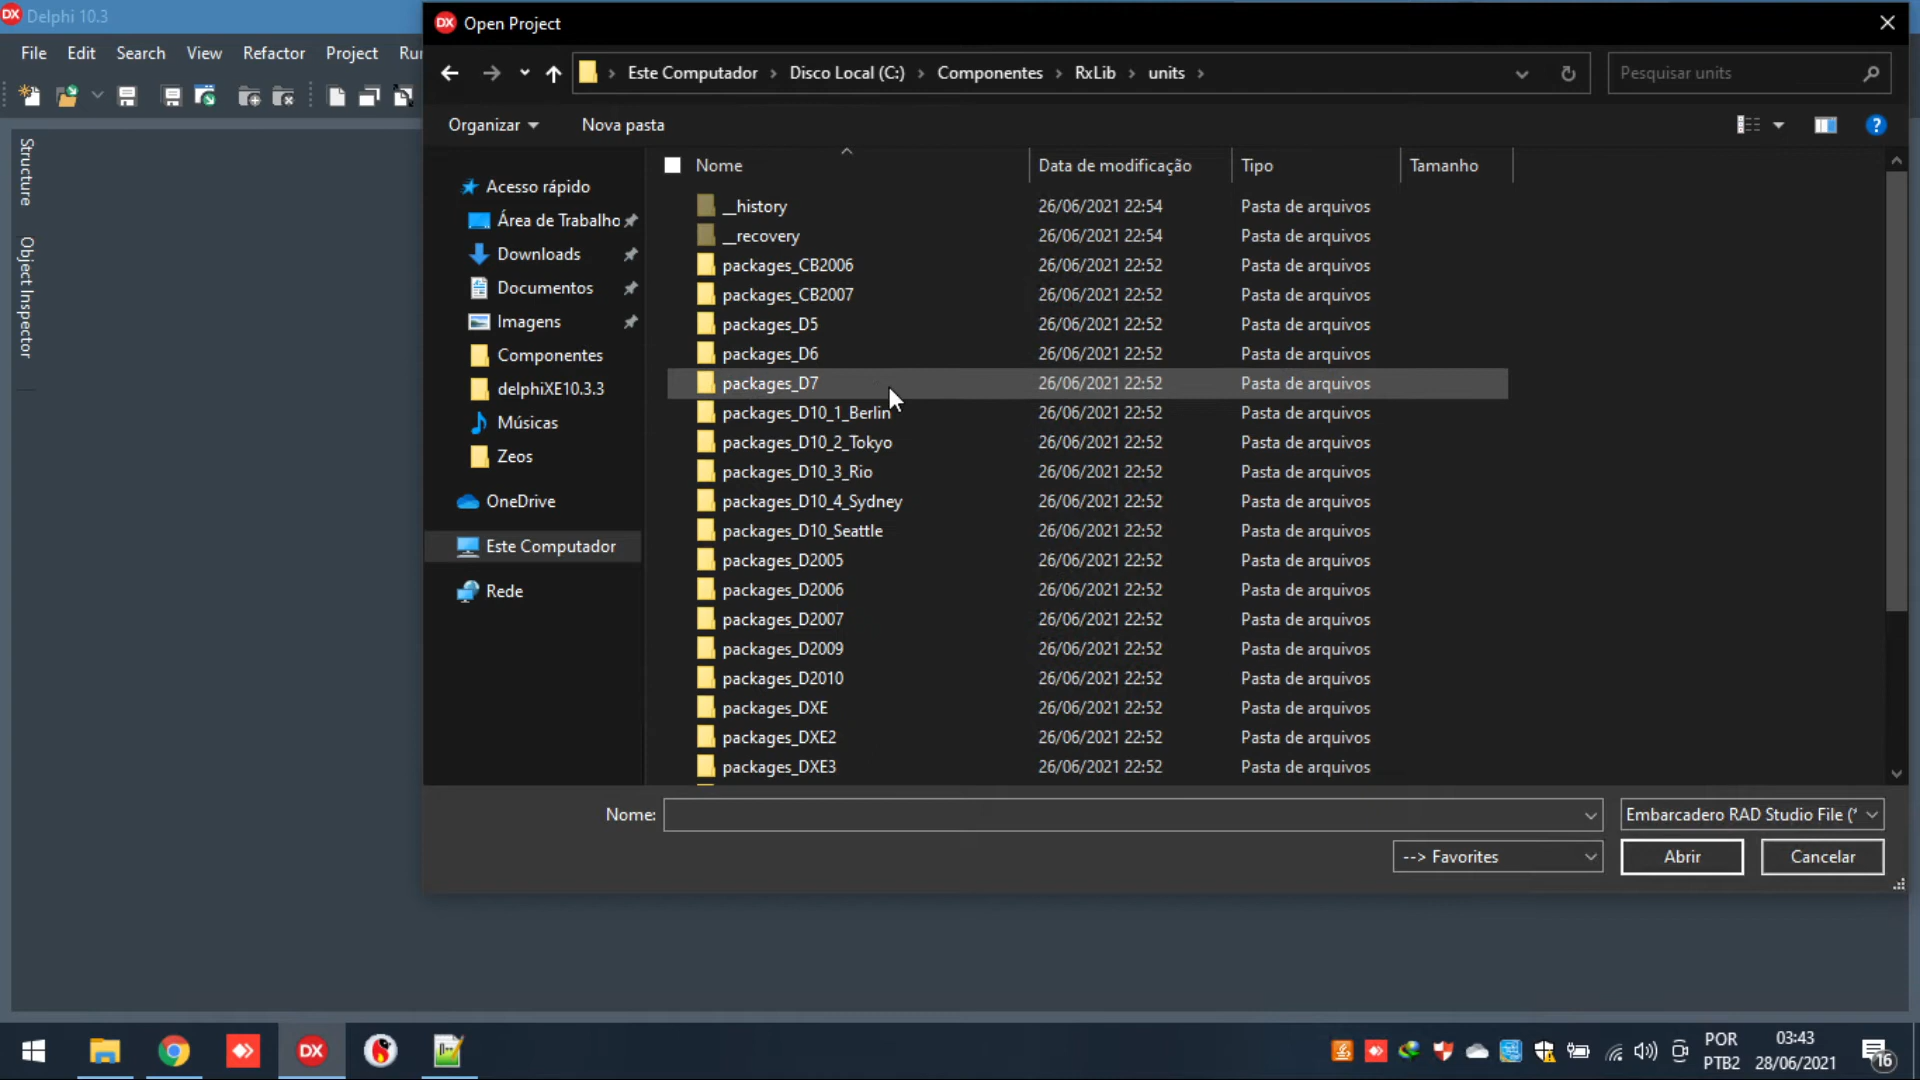 Delphi 10.3
File Edit Search View Refactor Project Ru
Structure
Object Inspector
Open Project
Este Computador > Disco Local (C:) > Componentes > RxLib > units >
Pesquisar units
Organizar
Nova pasta
Acesso rápido
Área de Trabalho
Downloads
Documentos
Imagens
Componentes
delphiXE10.3.3
Músicas
Zeos
OneDrive
Este Computador
Rede
Nome Data de modificação Tipo Tamanho
__history 26/06/2021 22:54 Pasta de arquivos
__recovery 26/06/2021 22:54 Pasta de arquivos
packages_CB2006 26/06/2021 22:52 Pasta de arquivos
packages_CB2007 26/06/2021 22:52 Pasta de arquivos
packages_D5 26/06/2021 22:52 Pasta de arquivos
packages_D6 26/06/2021 22:52 Pasta de arquivos
packages_D7 26/06/2021 22:52 Pasta de arquivos
packages_D10_1_Berlin 26/06/2021 22:52 Pasta de arquivos
packages_D10_2_Tokyo 26/06/2021 22:52 Pasta de arquivos
packages_D10_3_Rio 26/06/2021 22:52 Pasta de arquivos
packages_D10_4_Sydney 26/06/2021 22:52 Pasta de arquivos
packages_D10_Seattle 26/06/2021 22:52 Pasta de arquivos
packages_D2005 26/06/2021 22:52 Pasta de arquivos
packages_D2006 26/06/2021 22:52 Pasta de arquivos
packages_D2007 26/06/2021 22:52 Pasta de arquivos
packages_D2009 26/06/2021 22:52 Pasta de arquivos
packages_D2010 26/06/2021 22:52 Pasta de arquivos
packages_DXE 26/06/2021 22:52 Pasta de arquivos
packages_DXE2 26/06/2021 22:52 Pasta de arquivos
packages_DXE3 26/06/2021 22:52 Pasta de arquivos
Nome:
Embarcadero RAD Studio File (*
--> Favorites
Abrir
Cancelar
DX
POR
PTB2
03:43
28/06/2021
16